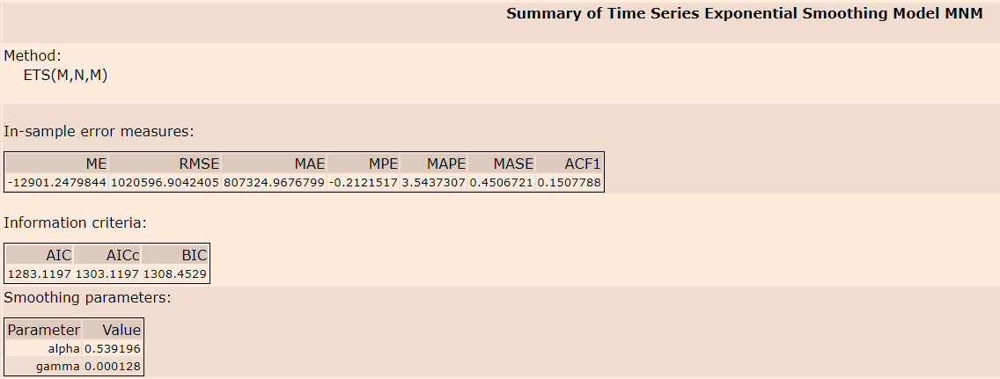 Summary of Time Series Exponential Smoothing Model MNM
Method:
ETS(M,N,M)
In-sample error measures:
ME RMSE MAE MPE MAPE MASE ACF1
-12901.2479844 1020596.9042405 807324.9676799 -0.2121517 3.5437307 0.4506721 0.1507788
Information criteria:
AIC AICc BIC
1283.1197 1303.1197 1308.4529
Smoothing parameters:
Parameter Value
alpha 0.539196
gamma 0.000128